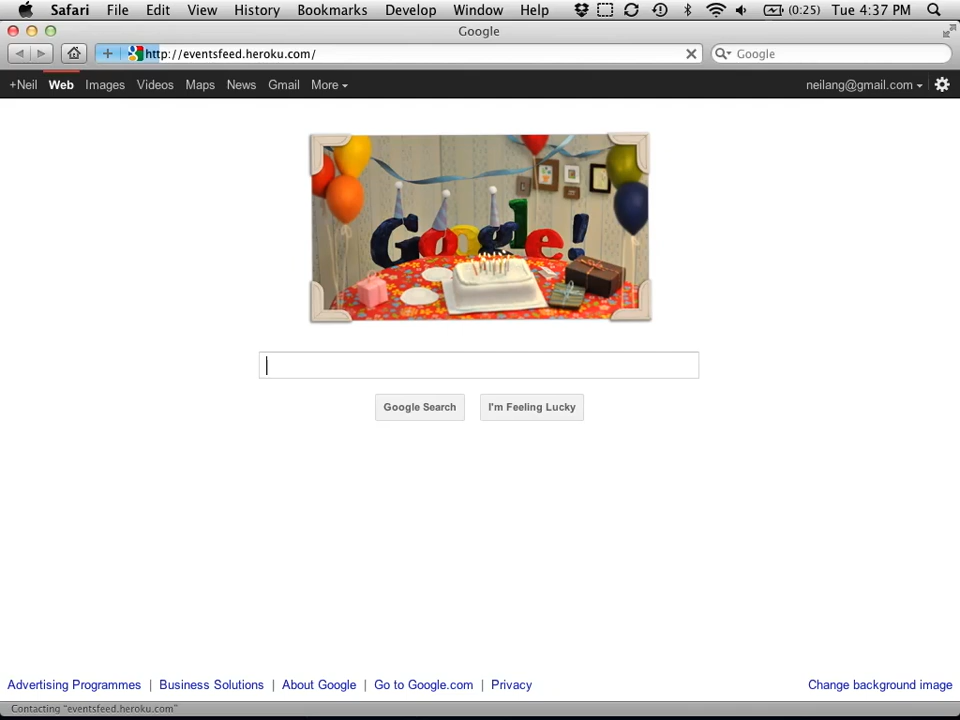 Safari File Edit View History Bookmarks Develop Window Help (0:25) Tue 4:37 PM
Google
http://eventsfeed.heroku.com/ Google
+Neil Web Images Videos Maps News Gmail More neilang@gmail.com
Google!
Google Search I'm Feeling Lucky
Advertising Programmes | Business Solutions | About Google | Go to Google.com | Privacy Change background image
Contacting "eventsfeed.heroku.com"